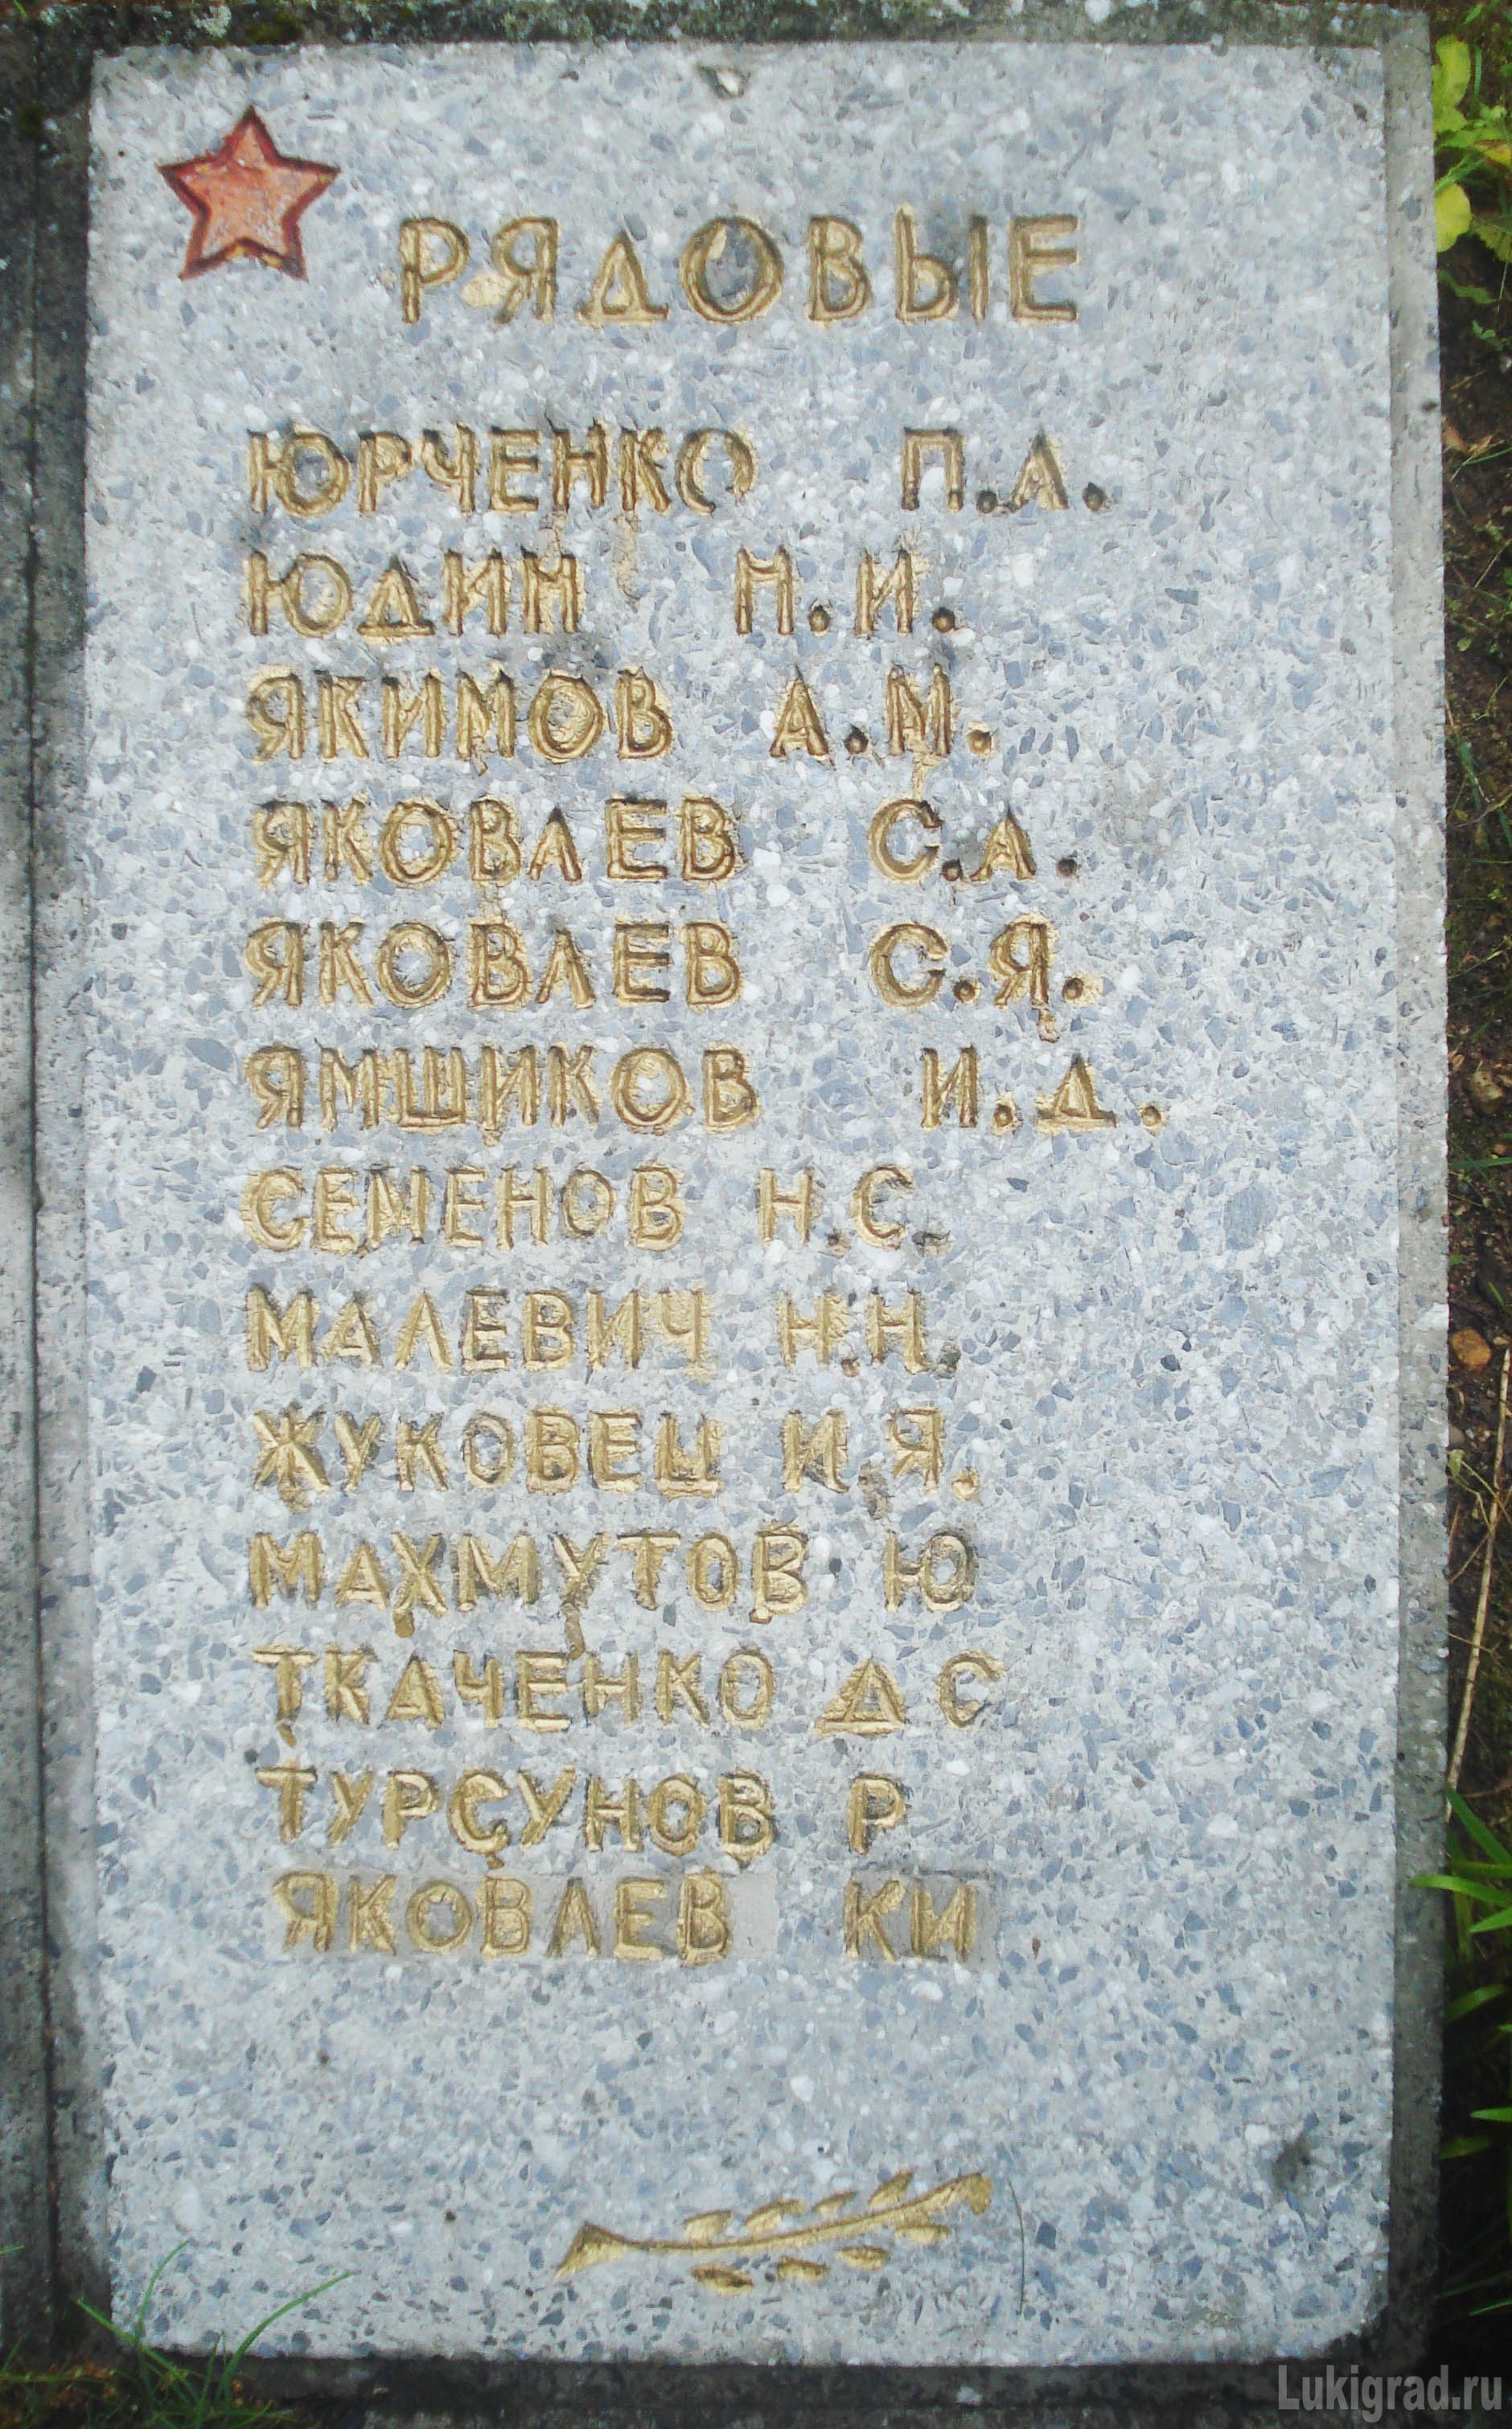 РЯДОВЫЕ
ЮРЧЕНКО П.А.
ЮДИН Н.И.
ЯКИМОВ А.М.
ЯКОВЛЕВ С.А.
ЯКОВЛЕВ С.Я.
ЯМЩИКОВ И.Д.
СЕМЕНОВ Н.С.
МАЛЕВИЧ Н.Н.
ЖУКОВЕЦ И.Я.
МАХМУТОВ Ю
ТКАЧЕНКО Д С
ТУРСУНОВ Р
ЯКОВЛЕВ КИ
Lukigrad.ru